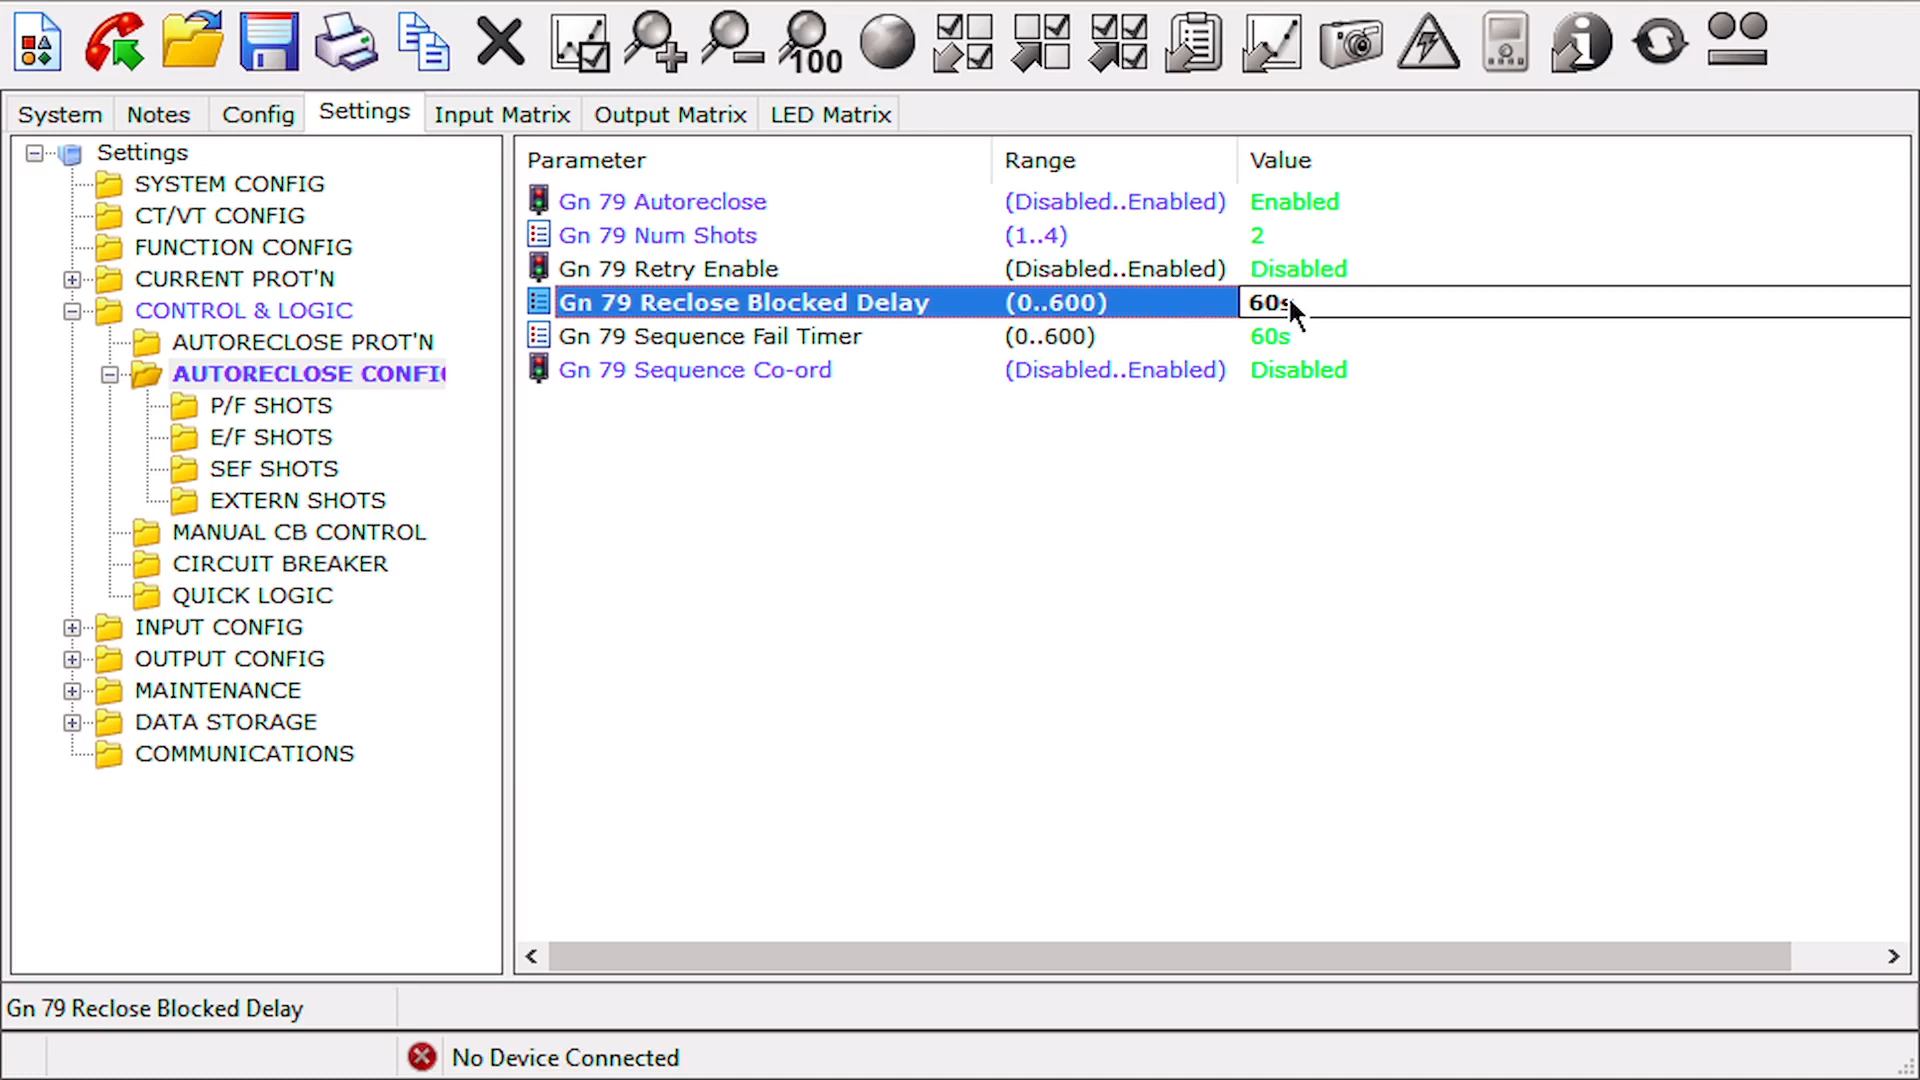 100
System Notes Config Settings Input Matrix Output Matrix LED Matrix
Settings
SYSTEM CONFIG
CT/VT CONFIG
FUNCTION CONFIG
CURRENT PROT'N
CONTROL & LOGIC
AUTORECLOSE PROT'N
AUTORECLOSE CONFI
P/F SHOTS
E/F SHOTS
SEF SHOTS
EXTERN SHOTS
MANUAL CB CONTROL
CIRCUIT BREAKER
QUICK LOGIC
INPUT CONFIG
OUTPUT CONFIG
MAINTENANCE
DATA STORAGE
COMMUNICATIONS
Parameter Range Value
Gn 79 Autoreclose (Disabled..Enabled) Enabled
Gn 79 Num Shots (1..4) 2
Gn 79 Retry Enable (Disabled..Enabled) Disabled
Gn 79 Reclose Blocked Delay (0..600) 60s
Gn 79 Sequence Fail Timer (0..600) 60s
Gn 79 Sequence Co-ord (Disabled..Enabled) Disabled
Gn 79 Reclose Blocked Delay
No Device Connected